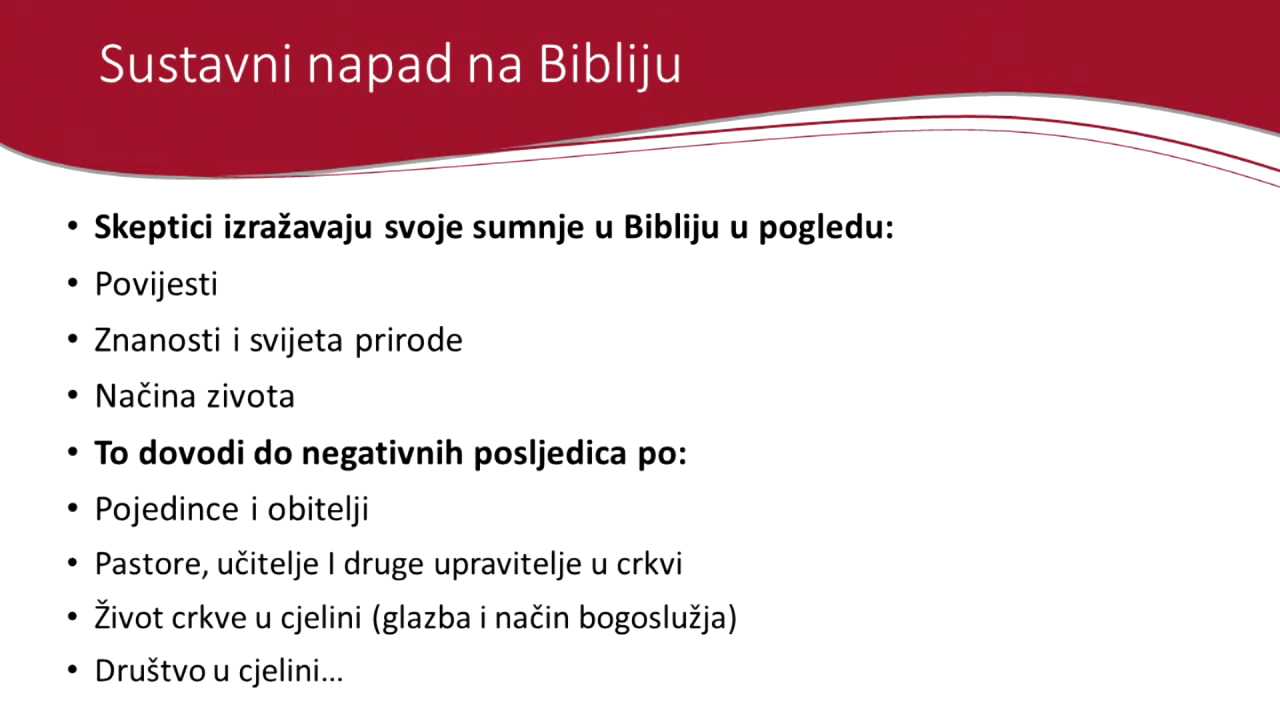 Sustavni napad na Bibliju
• Skeptici izražavaju svoje sumnje u Bibliju u pogledu:
• Povijesti
• Znanosti i svijeta prirode
• Načina zivota
• To dovodi do negativnih posljedica po:
• Pojedince i obitelji
• Pastore, učitelje I druge upravitelje u crkvi
• Život crkve u cjelini (glazba i način bogoslužja)
• Društvo u cjelini…